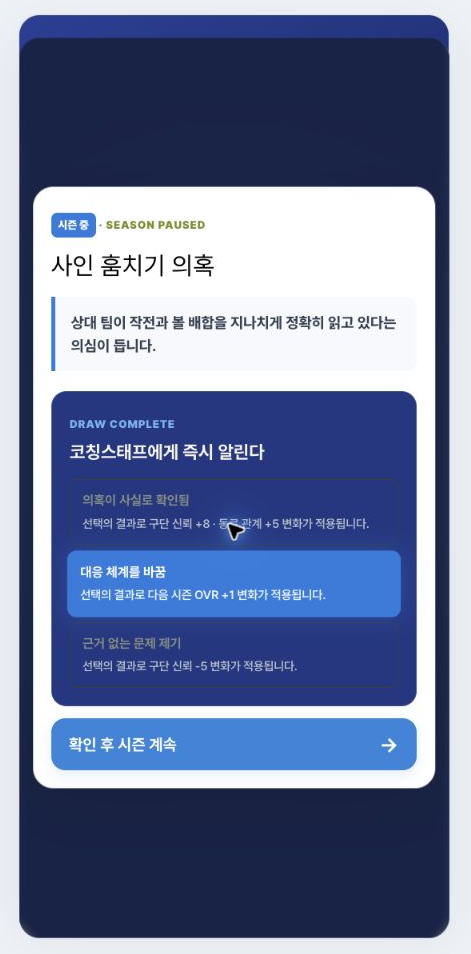 시즌 중 · SEASON PAUSED
사인 훔치기 의혹
상대 팀이 작전과 볼 배합을 지나치게 정확히 읽고 있다는
의심이 듭니다.
DRAW COMPLETE
코칭스태프에게 즉시 알린다
의혹이 사실로 확인됨
선택의 결과로 구단 신뢰 +8 · 동료 관계 +5 변화가 적용됩니다.
대응 체계를 바꿈
선택의 결과로 다음 시즌 OVR +1 변화가 적용됩니다.
근거 없는 문제 제기
선택의 결과로 구단 신뢰 -5 변화가 적용됩니다.
확인 후 시즌 계속